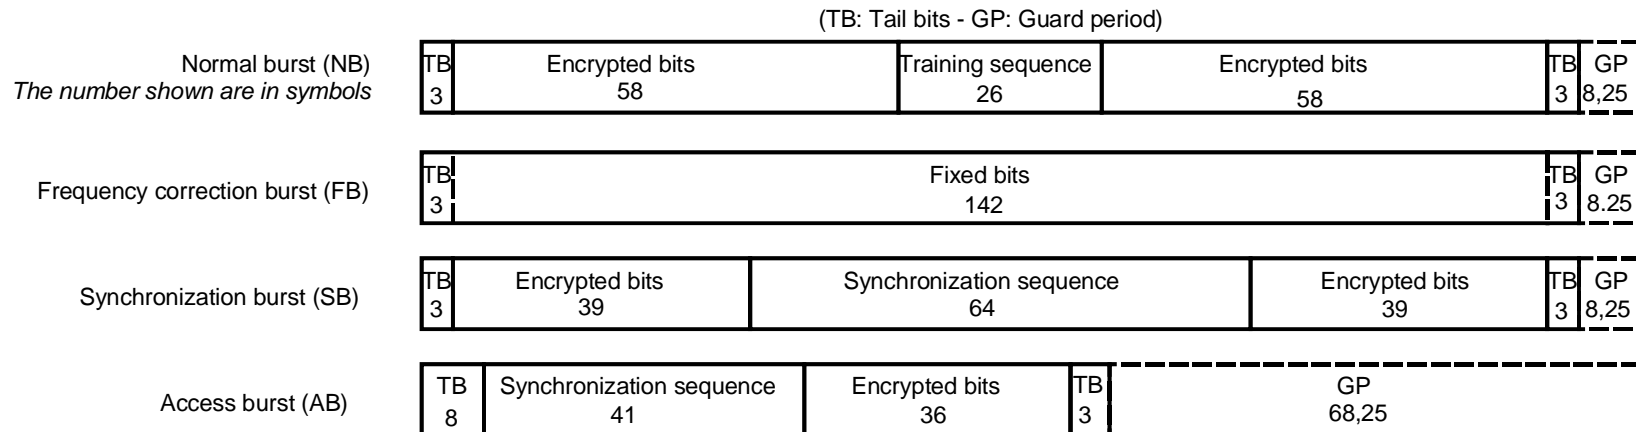 (TB: Tail bits - GP: Guard period)
Normal burst (NB)
The number shown are in symbols
TB Encrypted bits Training sequence Encrypted bits TB GP
3 58 26 58 3 8,25
Frequency correction burst (FB)
TB Fixed bits TB GP
3 142 3 8.25
Synchronization burst (SB)
TB Encrypted bits Synchronization sequence Encrypted bits TB GP
3 39 64 39 3 8,25
Access burst (AB)
TB Synchronization sequence Encrypted bits TB GP
8 41 36 3 68,25